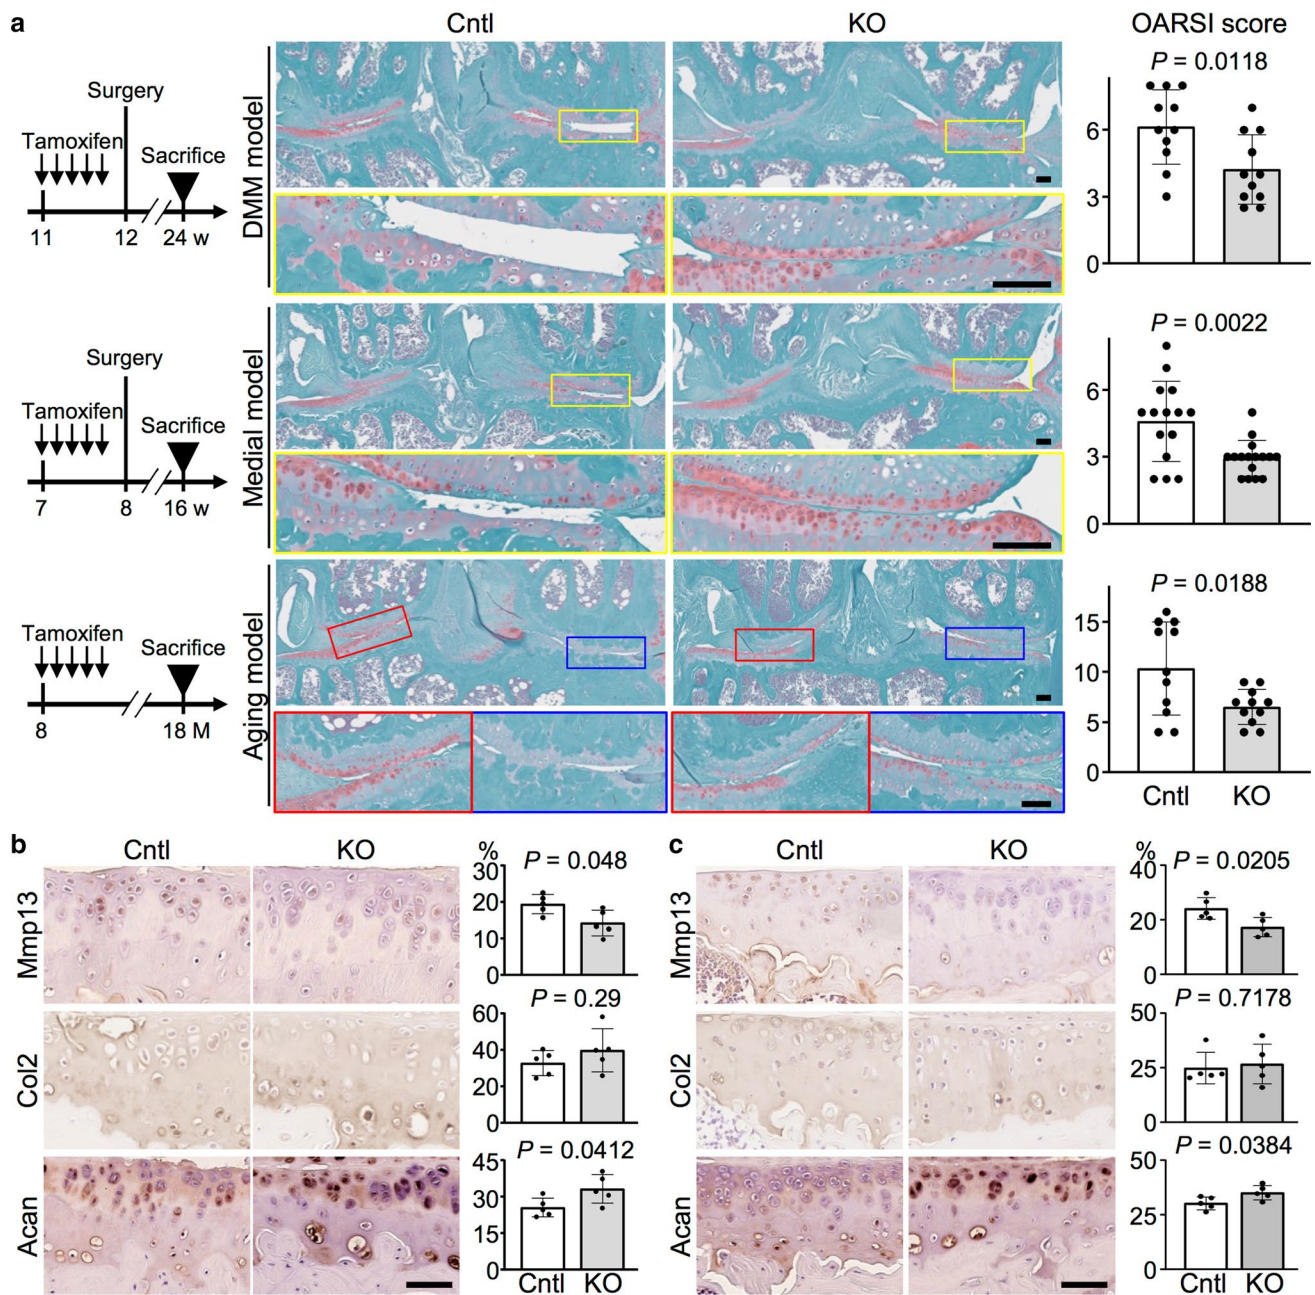 a
Cntl
KO
OARSI score
Surgery
Tamoxifen
Sacrifice
11
12
24 w
DMM model
P = 0.0118
6
3
0
Surgery
Tamoxifen
Sacrifice
7
8
16 w
Medial model
P = 0.0022
6
3
0
Tamoxifen
Sacrifice
8
18 M
Aging model
P = 0.0188
15
10
5
0
Cntl
KO
b
Cntl
KO
%
Mmp13
P = 0.048
30
20
10
0
Col2
P = 0.29
60
40
20
0
Acan
P = 0.0412
45
30
15
0
Cntl
KO
c
Cntl
KO
%
Mmp13
P = 0.0205
40
20
0
Col2
P = 0.7178
50
25
0
Acan
P = 0.0384
50
25
0
Cntl
KO